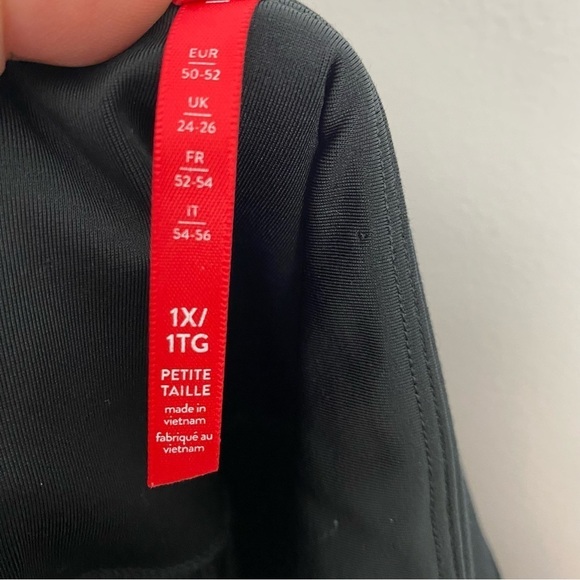 EUR
50-52
UK
24-26
FR
52-54
IT
54-56
1X/
1TG
PETITE
TAILLE
made in
vietnam
fabriqué au
vietnam